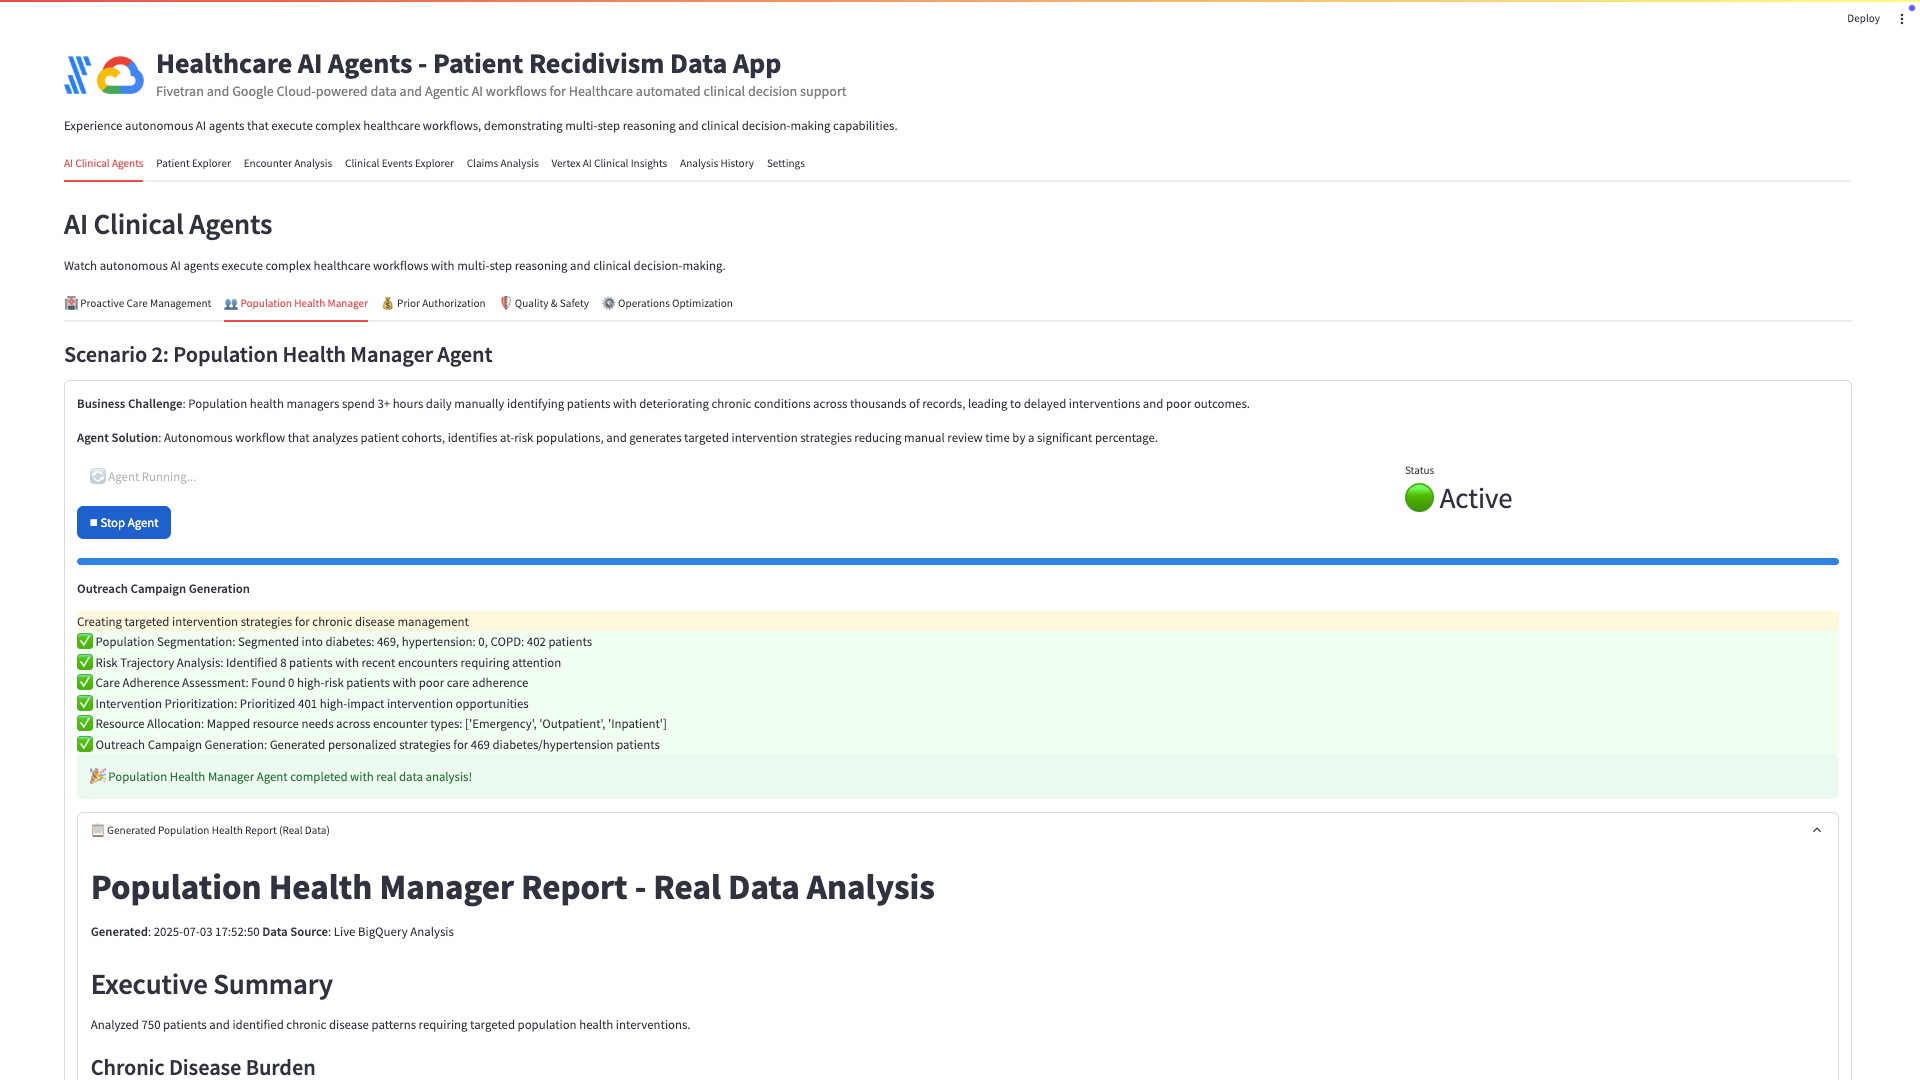 Deploy
Healthcare AI Agents - Patient Recidivism Data App
Fivetran and Google Cloud-powered data and Agentic AI workflows for Healthcare automated clinical decision support
Experience autonomous AI agents that execute complex healthcare workflows, demonstrating multi-step reasoning and clinical decision-making capabilities.
AI Clinical Agents Patient Explorer Encounter Analysis Clinical Events Explorer Claims Analysis Vertex AI Clinical Insights Analysis History Settings
AI Clinical Agents
Watch autonomous AI agents execute complex healthcare workflows with multi-step reasoning and clinical decision-making.
Proactive Care Management Population Health Manager Prior Authorization Quality & Safety Operations Optimization
Scenario 2: Population Health Manager Agent
Business Challenge: Population health managers spend 3+ hours daily manually identifying patients with deteriorating chronic conditions across thousands of records, leading to delayed interventions and poor outcomes.
Agent Solution: Autonomous workflow that analyzes patient cohorts, identifies at-risk populations, and generates targeted intervention strategies reducing manual review time by a significant percentage.
Agent Running...
Status
Active
Stop Agent
Outreach Campaign Generation
Creating targeted intervention strategies for chronic disease management
Population Segmentation: Segmented into diabetes: 469, hypertension: 0, COPD: 402 patients
Risk Trajectory Analysis: Identified 8 patients with recent encounters requiring attention
Care Adherence Assessment: Found 0 high-risk patients with poor care adherence
Intervention Prioritization: Prioritized 401 high-impact intervention opportunities
Resource Allocation: Mapped resource needs across encounter types: ['Emergency', 'Outpatient', 'Inpatient']
Outreach Campaign Generation: Generated personalized strategies for 469 diabetes/hypertension patients
Population Health Manager Agent completed with real data analysis!
Generated Population Health Report (Real Data)
Population Health Manager Report - Real Data Analysis
Generated: 2025-07-03 17:52:50 Data Source: Live BigQuery Analysis
Executive Summary
Analyzed 750 patients and identified chronic disease patterns requiring targeted population health interventions.
Chronic Disease Burden